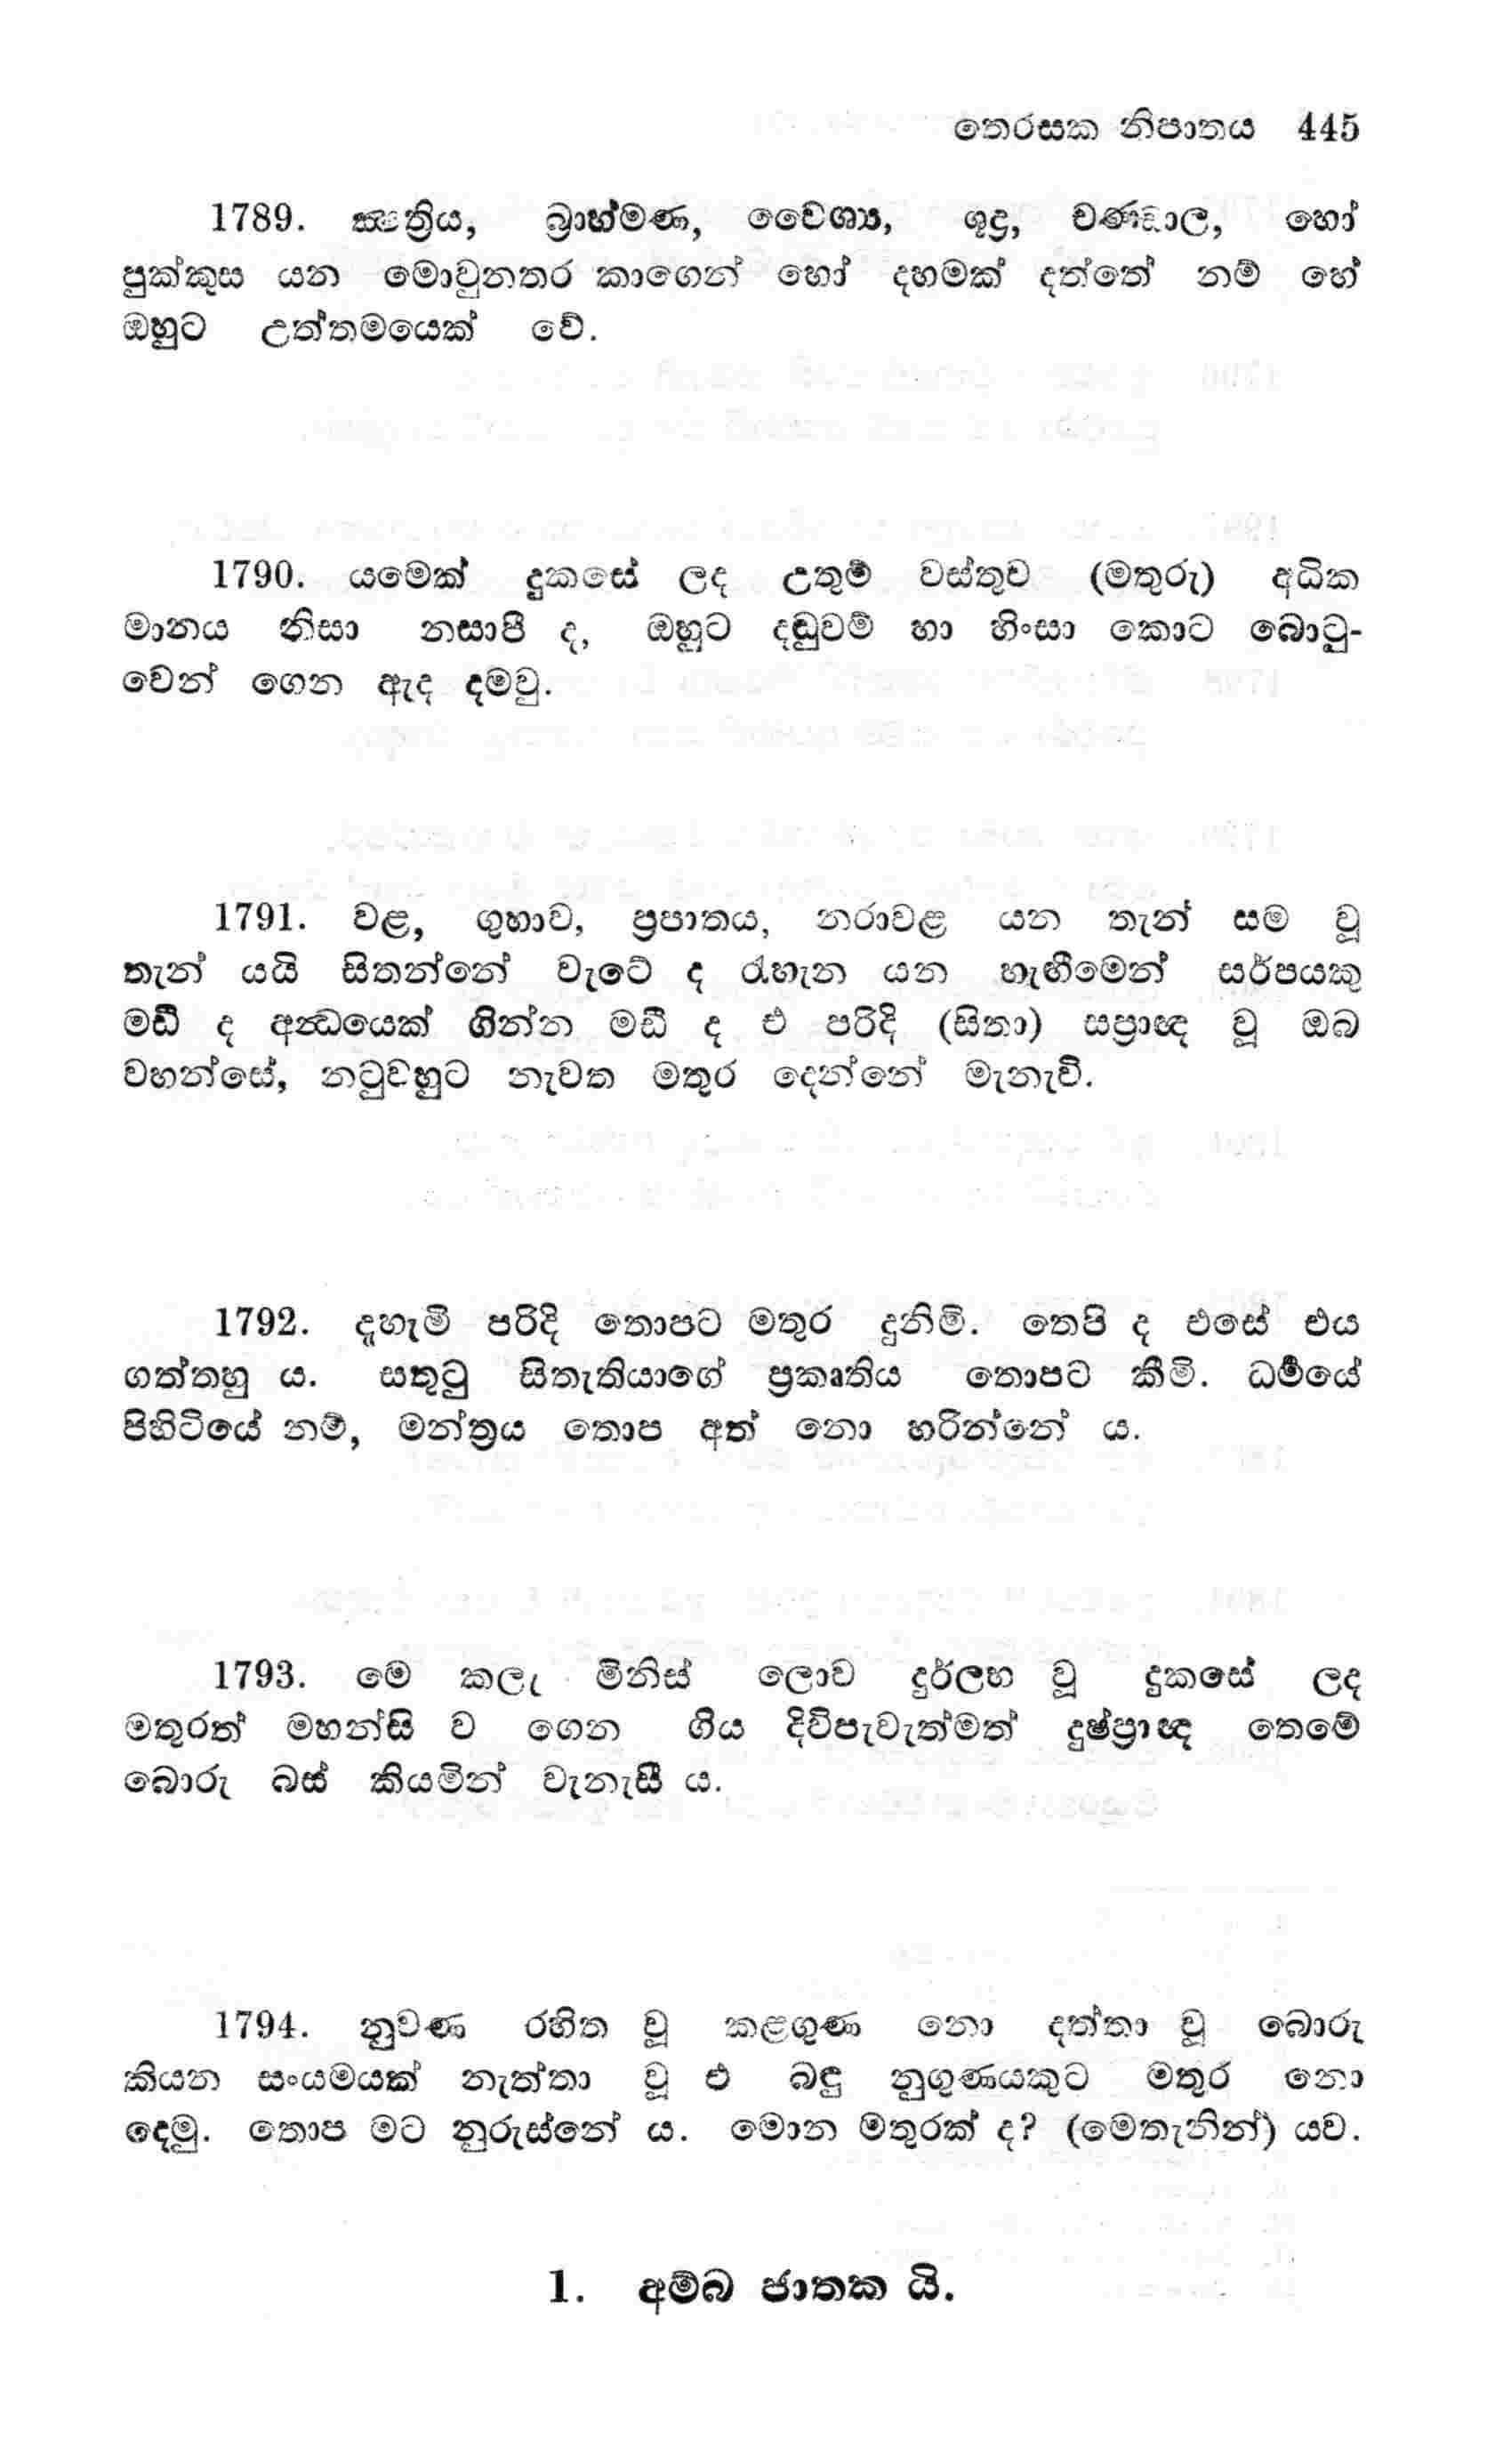 තෙරසක නිපාතය 445
1789. ක්‍ෂත්‍රිය, බ්‍රාහ්මණ, වෛශ්‍ය, ශුද්‍ර, චණ්ඩාල, හෝ
පුක්කුස යන මොවුනතර කාගෙන් හෝ දහමක් දත්තේ නම් හේ
ඔහුට උත්තමයෙක් වේ.
1790. යමෙක් දුකසේ ලද උතුම් වස්තුව (මතුරු) අධික
මානය නිසා නසාපී ද, ඔහුට දඬුවම් හා හිංසා කොට බොටු-
වෙන් ගෙන ඇද දමවු.
1791. වළ, ගුහාව, ප්‍රපාතය, නරාවළ යන තැන් සම වූ
තැන් යයි සිතන්නේ වැටේ ද රැහැන යන හැඟීමෙන් සර්පයකු
මඩී ද අන්‍ධයෙක් ගින්න මඩී ද එ පරිදි (සිතා) සප්‍රාඥ වූ ඔබ
වහන්සේ, නටුවහුට නැවත මතුර දෙන්නේ මැනැවි.
1792. දැහැමි පරිදි තොපට මතුර දුනිමි. තෙපි ද එසේ එය
ගත්තහු ය. සතුටු සිතැතියාගේ ප්‍රකෘතිය තොපට කීමි. ධර්‍මයේ
පිහිටියේ නම්, මන්ත්‍රය තොප අත් නො හරින්නේ ය.
1793. මෙ කලැ මිනිස් ලොව දුර්ලභ වූ දුකසේ ලද
මතුරත් මහන්සි ව ගෙන ගිය දිවිපැවැත්මත් දුෂ්ප්‍රාඥ තෙමේ
බොරු බස් කියමින් වැනැසී ය.
1794. නුවණ රහිත වූ කළගුණ නො දත්තා වූ බොරු
කියන සංයමයක් නැත්තා වූ එ බඳු නුගුණයකුට මතුර නො
දෙමු. තොප මට නුරුස්නේ ය. මොන මතුරක් ද? (මෙතැනින්) යව.
1. අම්බ ජාතක යි.